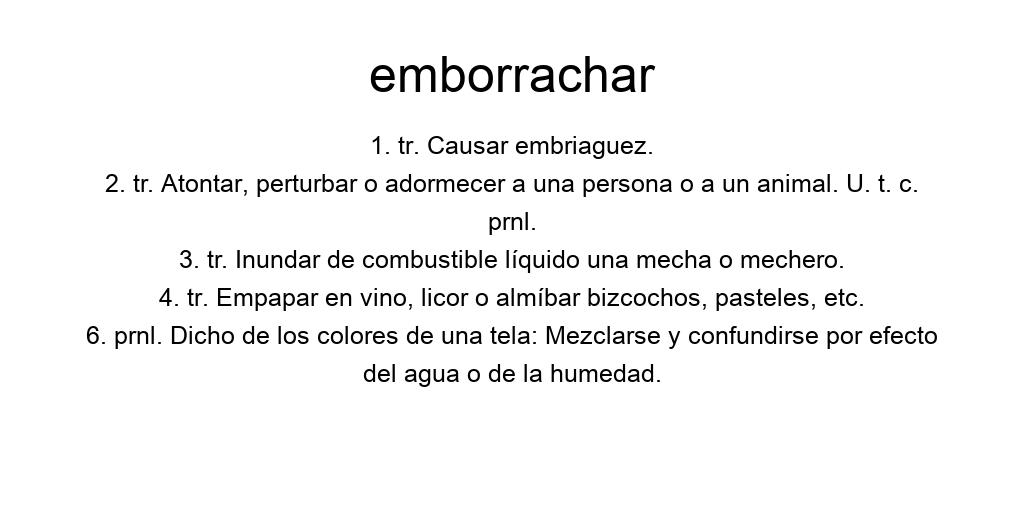 emborrachar
1. tr. Causar embriaguez.
2. tr. Atontar, perturbar o adormecer a una persona o a un animal. U. t. c.
prnl.
3. tr. Inundar de combustible líquido una mecha o mechero.
4. tr. Empapar en vino, licor o almíbar bizcochos, pasteles, etc.
6. prnl. Dicho de los colores de una tela: Mezclarse y confundirse por efecto
del agua o de la humedad.